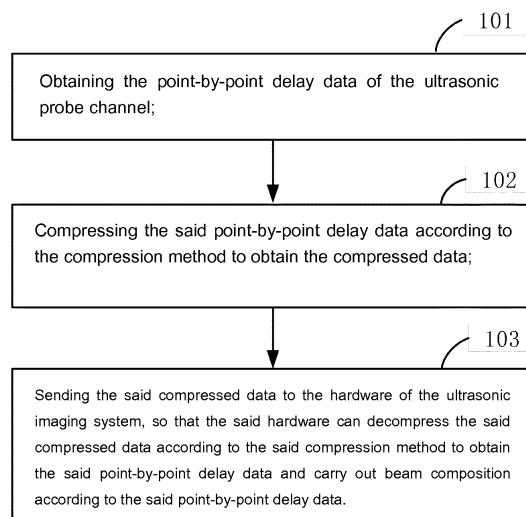 101
Obtaining the point-by-point delay data of the ultrasonic
probe channel;
102
Compressing the said point-by-point delay data according to
the compression method to obtain the compressed data;
103
Sending the said compressed data to the hardware of the ultrasonic
imaging system, so that the said hardware can decompress the said
compressed data according to the said compression method to obtain
the said point-by-point delay data and carry out beam composition
according to the said point-by-point delay data.